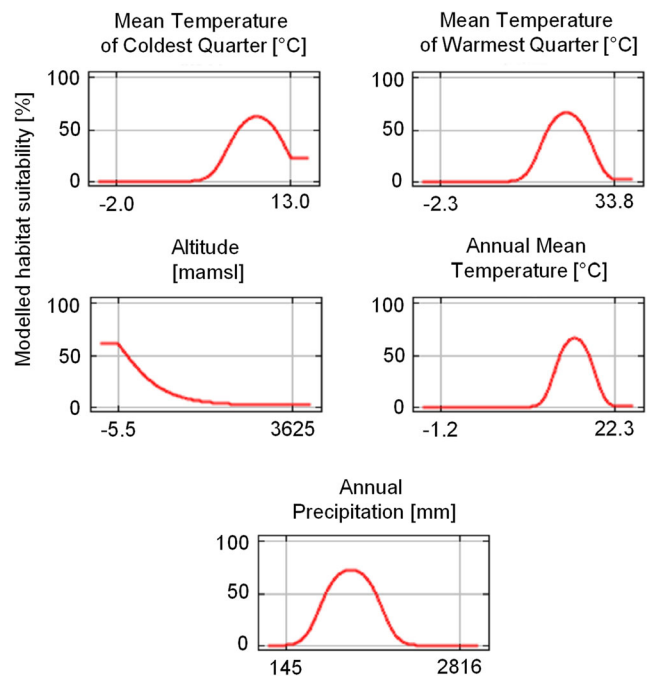 Mean Temperature
of Coldest Quarter [°C]
Mean Temperature
of Warmest Quarter [°C]
Modelled habitat suitability [%]
100
50
0
-2.0
13.0
100
50
0
-2.3
33.8
Altitude
[mamsl]
Annual Mean
Temperature [°C]
100
50
0
-5.5
3625
100
50
0
-1.2
22.3
Annual
Precipitation [mm]
100
50
0
145
2816